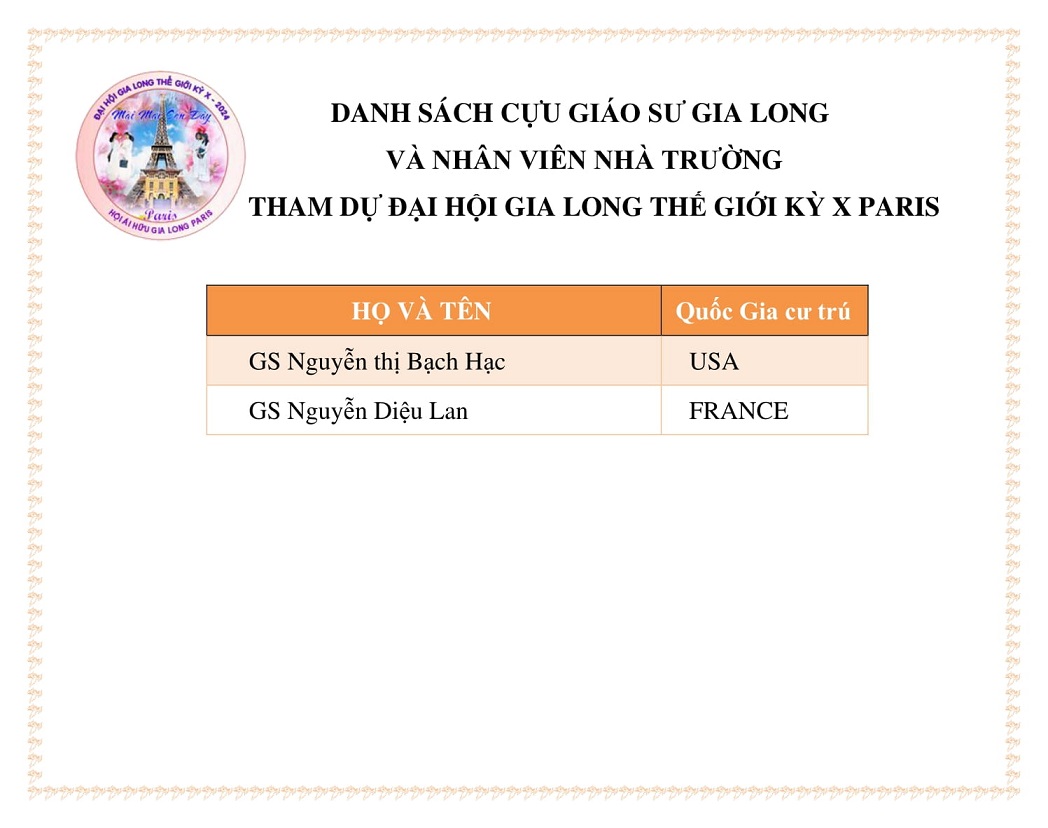 ĐẠI HỘI GIA LONG THẾ GIỚI KỲ X - 2024
Mãi Mãi Còn Đây
Paris
HỘI ÁI HỮU GIA LONG PARIS
DANH SÁCH CỰU GIÁO SƯ GIA LONG
VÀ NHÂN VIÊN NHÀ TRƯỜNG
THAM DỰ ĐẠI HỘI GIA LONG THẾ GIỚI KỲ X PARIS
HỌ VÀ TÊN Quốc Gia cư trú
GS Nguyễn thị Bạch Hạc USA
GS Nguyễn Diệu Lan FRANCE